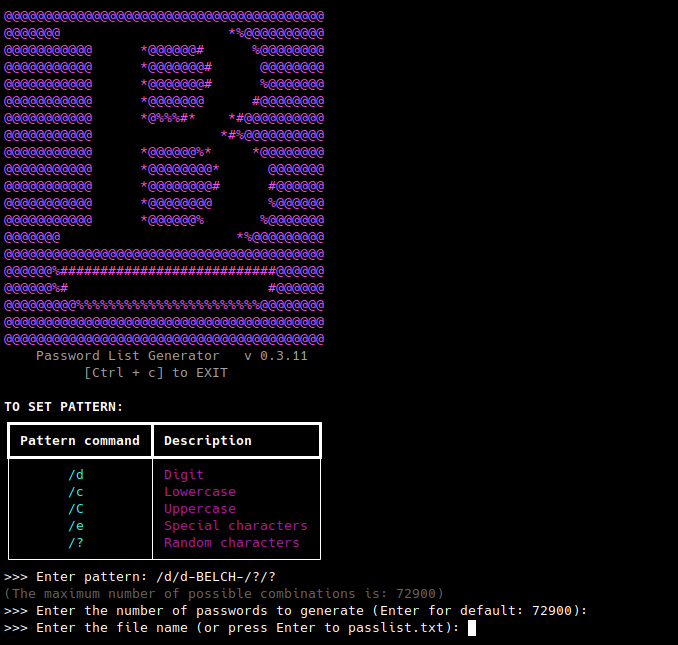 @@@@@@@@@@@@@@@@@@@@@@@@@@@@@@@@@@@@@@@@
@@@@@@@                     *%@@@@@@@@@@
@@@@@@@@@@@      *@@@@@@#      %@@@@@@@@
@@@@@@@@@@@      *@@@@@@@#      @@@@@@@@
@@@@@@@@@@@      *@@@@@@@#      %@@@@@@@
@@@@@@@@@@@      *@@@@@@@      #@@@@@@@@
@@@@@@@@@@@      *@%%%#*    *#@@@@@@@@@@
@@@@@@@@@@@                *#%@@@@@@@@@@
@@@@@@@@@@@      *@@@@@@%*     *@@@@@@@@
@@@@@@@@@@@      *@@@@@@@@*      @@@@@@@
@@@@@@@@@@@      *@@@@@@@@#      #@@@@@@
@@@@@@@@@@@      *@@@@@@@@       %@@@@@@
@@@@@@@@@@@      *@@@@@@%       %@@@@@@@
@@@@@@@                      *%@@@@@@@@@
@@@@@@@@@@@@@@@@@@@@@@@@@@@@@@@@@@@@@@@@
@@@@@@%###########################@@@@@@
@@@@@@%#                         #@@@@@@
@@@@@@@@@%%%%%%%%%%%%%%%%%%%%%%%@@@@@@@@
@@@@@@@@@@@@@@@@@@@@@@@@@@@@@@@@@@@@@@@@
@@@@@@@@@@@@@@@@@@@@@@@@@@@@@@@@@@@@@@@@
Password List Generator   v 0.3.11
[Ctrl + c] to EXIT
TO SET PATTERN:
Pattern command Description
/d Digit
/c Lowercase
/C Uppercase
/e Special characters
/? Random characters
>>> Enter pattern: /d/d-BELCH-/?/?
(The maximum number of possible combinations is: 72900)
>>> Enter the number of passwords to generate (Enter for default: 72900):
>>> Enter the file name (or press Enter to passlist.txt):